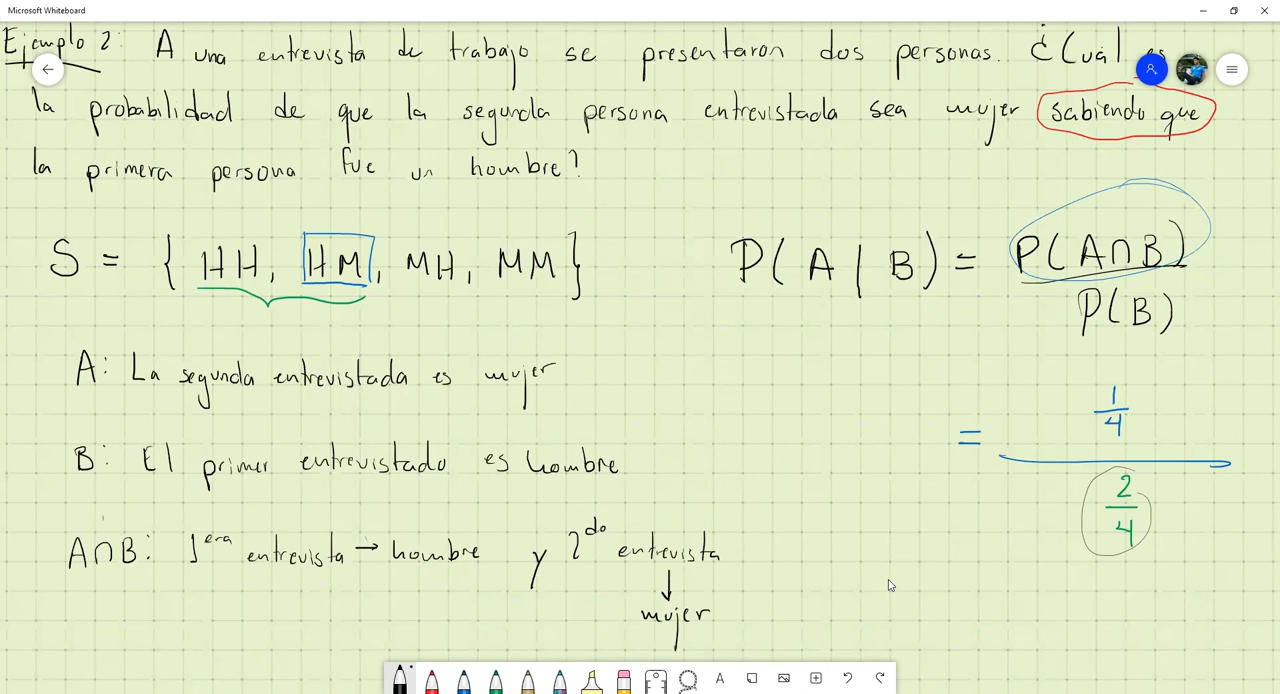 Microsoft Whiteboard
Ejemplo 2: A una entrevista de trabajo se presentaron dos personas. ¿Cuál es
la probabilidad de que la segunda persona entrevistada sea mujer sabiendo que
la primera persona fue un hombre?
S = { HH, HM, MH, MM }
P( A | B ) = P(A∩B) / P(B)
A: La segunda entrevistada es mujer
B: El primer entrevistado es hombre
= 1/4 / 2/4
A∩B: 1era entrevista → hombre y 2do entrevista
↓
mujer